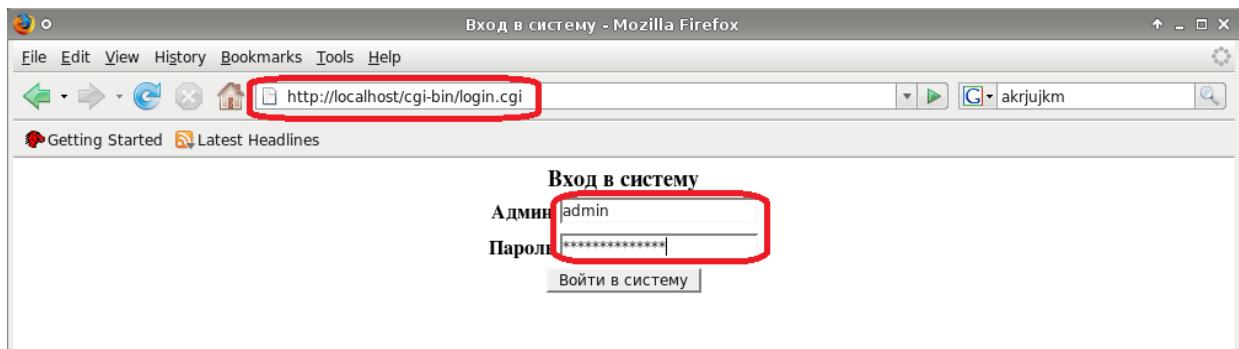 Вход в систему - Mozilla Firefox
File Edit View History Bookmarks Tools Help
http://localhost/cgi-bin/login.cgi G akrjujkm
Getting Started Latest Headlines
Вход в систему
Админ admin
Пароль **************
Войти в систему